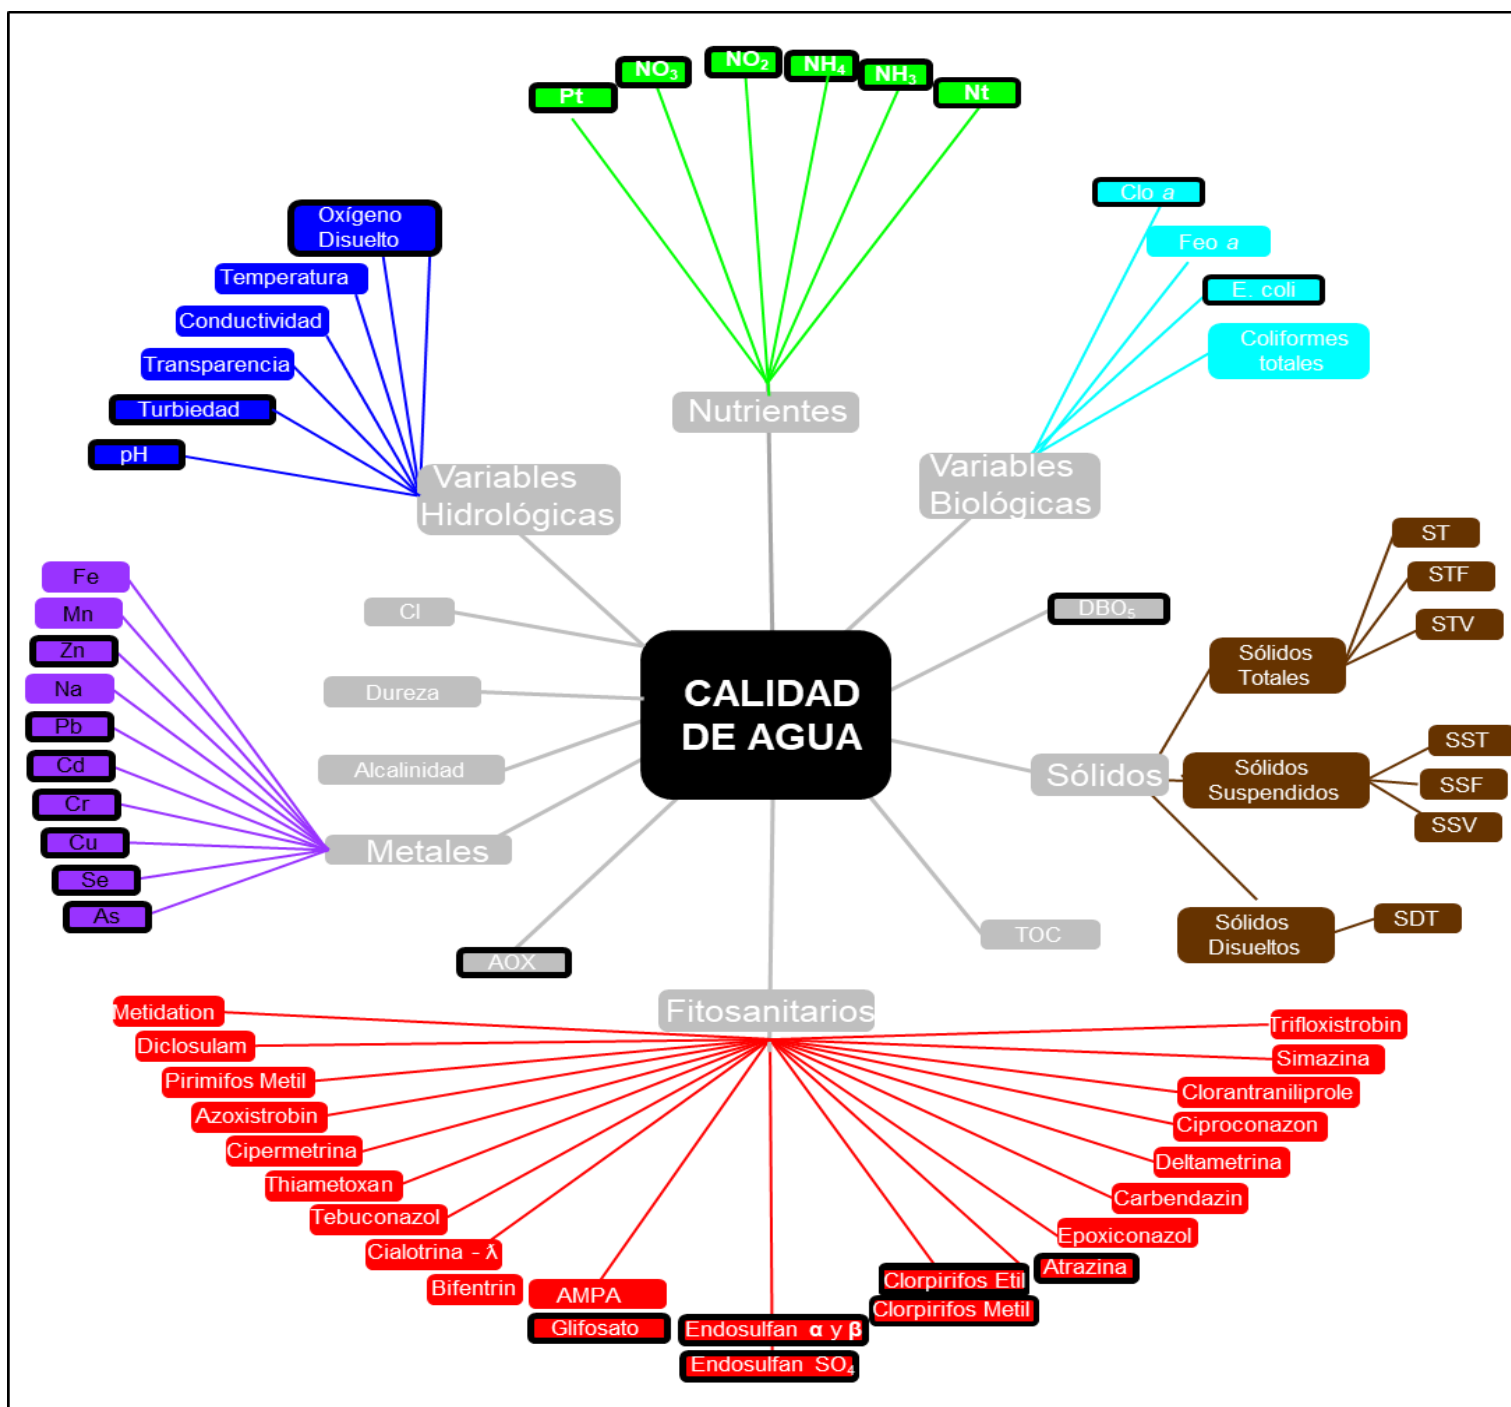 Pt
NO₃
NO₂
NH₄
NH₃
Nt
Nutrientes
Oxígeno
Disuelto
Temperatura
Conductividad
Transparencia
Turbiedad
pH
Variables
Hidrológicas
Clo a
Feo a
E. coli
Coliformes
totales
Variables
Biológicas
Fe
Mn
Zn
Na
Pb
Cd
Cr
Cu
Se
As
Metales
Cl
Dureza
Alcalinidad
AOX
CALIDAD
DE AGUA
DBO₅
Sólidos
TOC
Sólidos
Totales
ST
STF
STV
Sólidos
Suspendidos
SST
SSF
SSV
Sólidos
Disueltos
SDT
Fitosanitarios
Metidation
Diclosulam
Pirimifos Metil
Azoxistrobin
Cipermetrina
Thiametoxan
Tebuconazol
Cialotrina - ƛ
Bifentrin
AMPA
Glifosato
Endosulfan α y β
Endosulfan SO₄
Clorpirifos Etil
Clorpirifos Metil
Atrazina
Epoxiconazol
Carbendazin
Deltametrina
Ciproconazon
Clorantraniliprole
Simazina
Trifloxistrobin